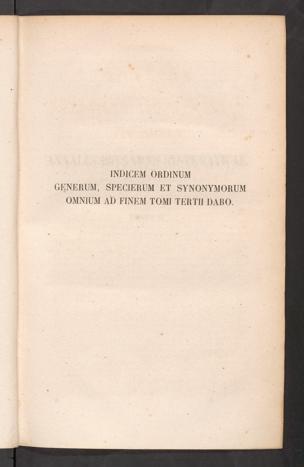 INDICEM ORDINUM
GENERUM, SPECIERUM ET SYNONYMORUM
OMNIUM AD FINEM TOMI TERTII DABO.